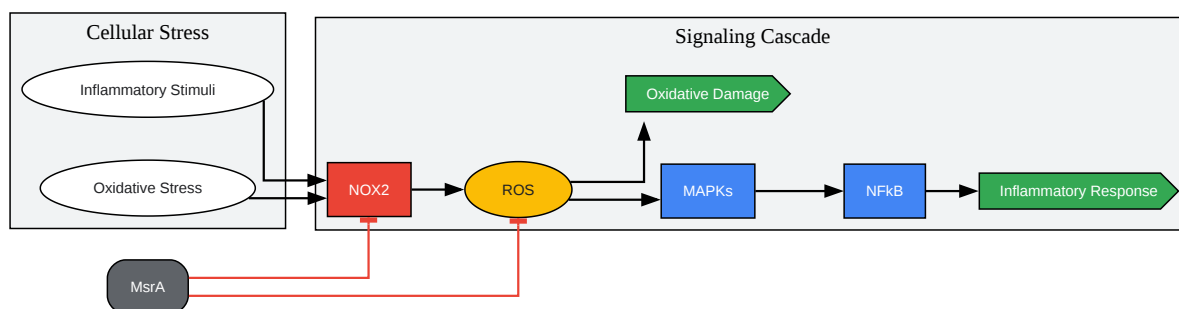 Cellular Stress
Signaling Cascade
Inflammatory Stimuli
Oxidative Damage
Oxidative Stress
NOX2
ROS
MAPKs
NFkB
Inflammatory Response
MsrA